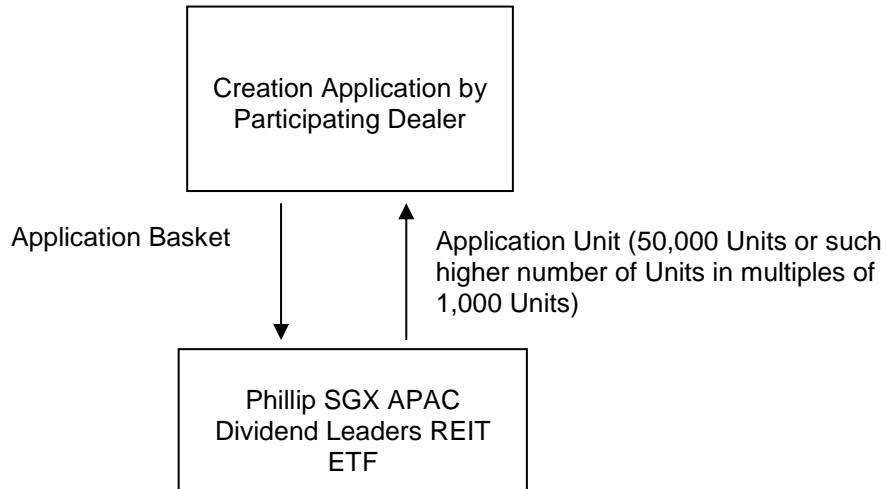 Creation Application by
Participating Dealer
Application Basket
Application Unit (50,000 Units or such
higher number of Units in multiples of
1,000 Units)
Phillip SGX APAC
Dividend Leaders REIT
ETF